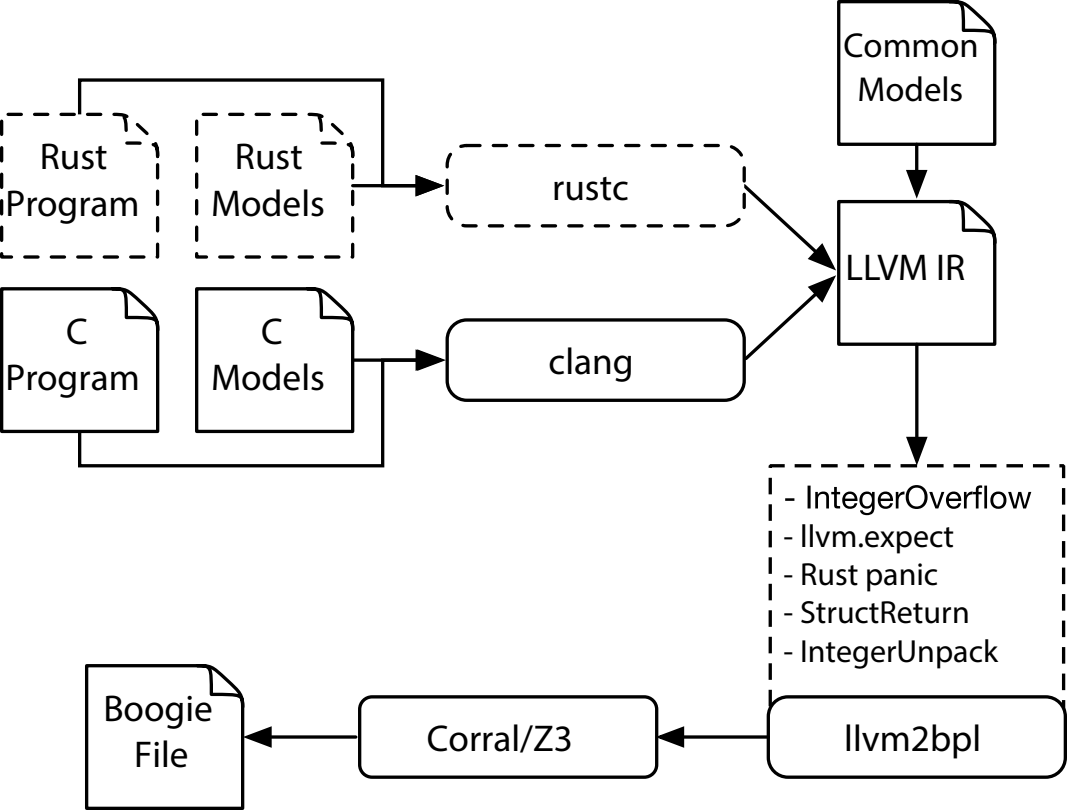 Common
Models
Rust
Program
Rust
Models
rustc
LLVM IR
C
Program
C
Models
clang
- IntegerOverflow
- llvm.expect
- Rust panic
- StructReturn
- IntegerUnpack
Boogie
File
Corral/Z3
llvm2bpl